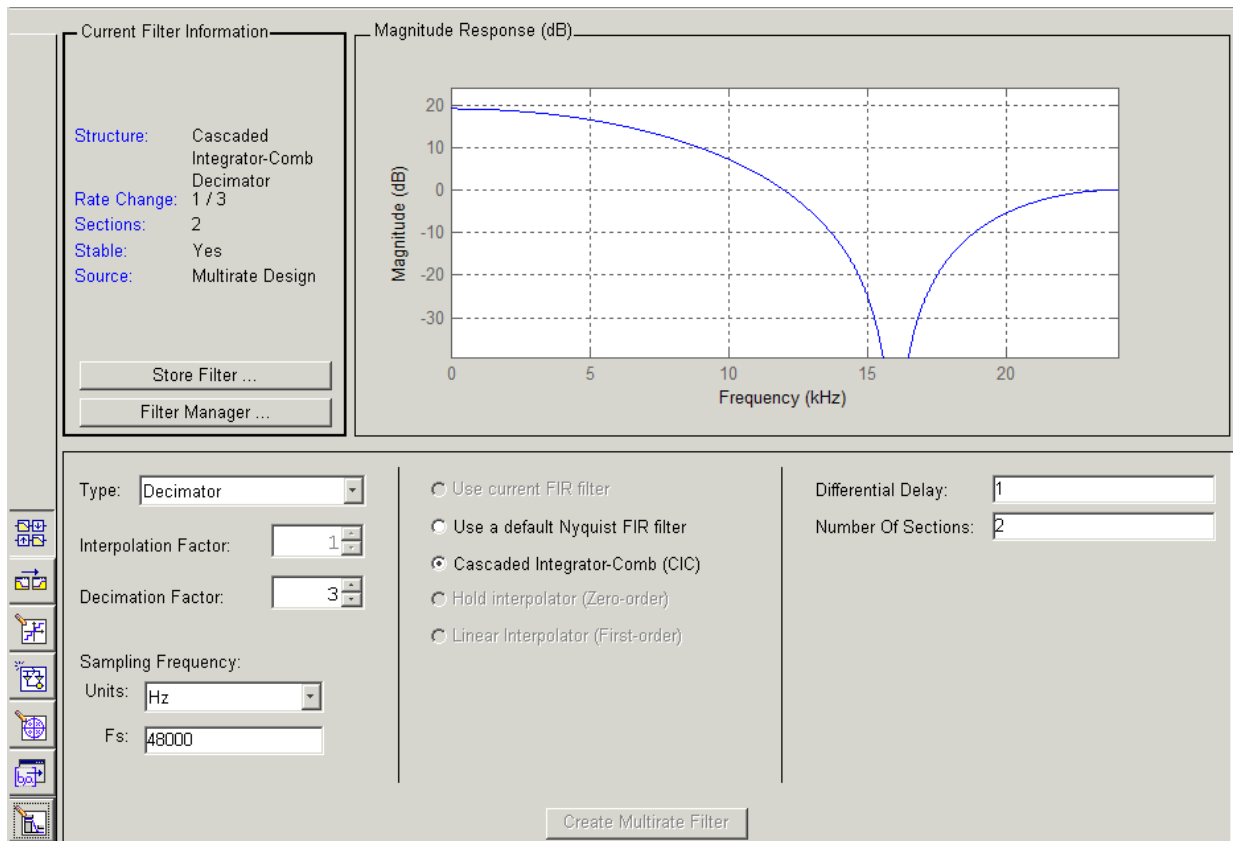 Current Filter Information
Structure: Cascaded
Integrator-Comb
Decimator
Rate Change: 1 / 3
Sections: 2
Stable: Yes
Source: Multirate Design
Store Filter ...
Filter Manager ...
Magnitude Response (dB)
Magnitude (dB)
20
10
0
-10
-20
-30
0 5 10 15 20
Frequency (kHz)
Type: Decimator
Interpolation Factor: 1
Decimation Factor: 3
Sampling Frequency:
Units: Hz
Fs: 48000
Use current FIR filter
Use a default Nyquist FIR filter
Cascaded Integrator-Comb (CIC)
Hold interpolator (Zero-order)
Linear Interpolator (First-order)
Differential Delay: 1
Number Of Sections: 2
Create Multirate Filter